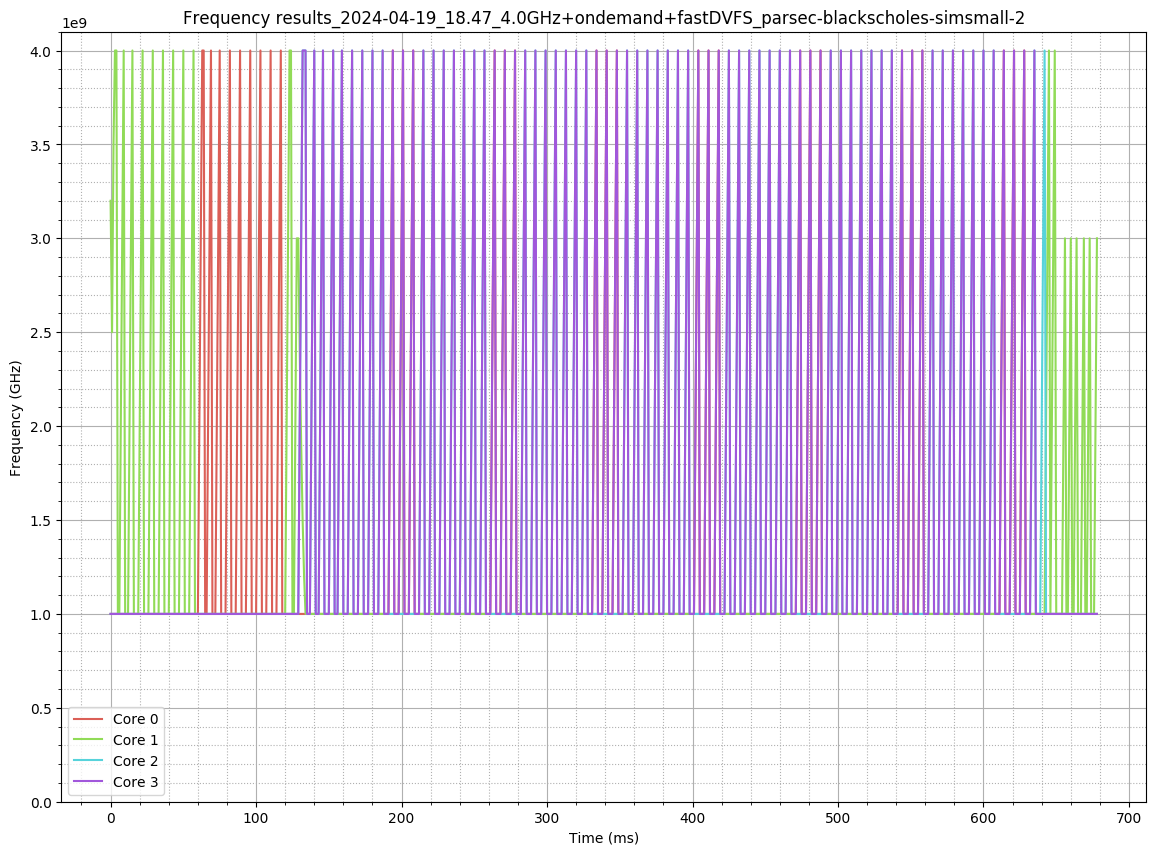 Frequency results_2024-04-19_18.47_4.0GHz+ondemand+fastDVFS_parsec-blackscholes-simsmall-2
1e9
4.0
3.5
3.0
2.5
2.0
1.5
1.0
0.5
0.0
Frequency (GHz)
Core 0
Core 1
Core 2
Core 3
0 100 200 300 400 500 600 700
Time (ms)